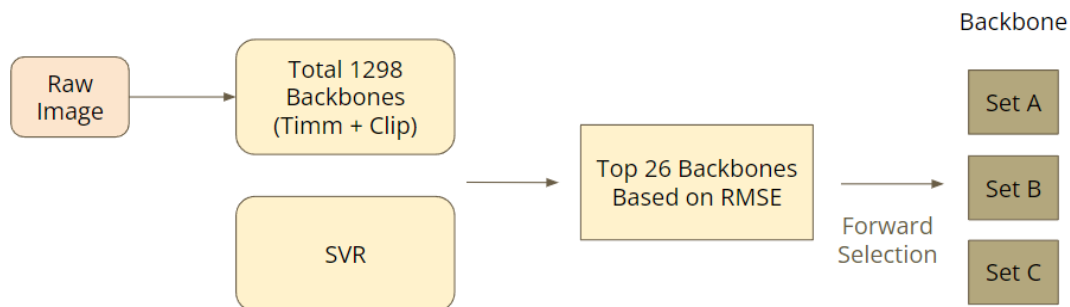 Backbone
Raw
Image
Total 1298
Backbones
(Timm + Clip)
SVR
Top 26 Backbones
Based on RMSE
Forward
Selection
Set A
Set B
Set C